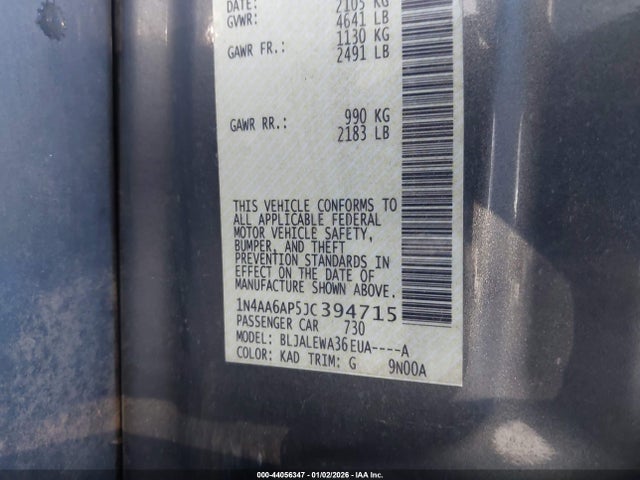 DATE: 2105 KG
GVWR: 4641 LB
1130 KG
GAWR FR.: 2491 LB
990 KG
GAWR RR.: 2183 LB
THIS VEHICLE CONFORMS TO
ALL APPLICABLE FEDERAL
MOTOR VEHICLE SAFETY,
BUMPER, AND THEFT
PREVENTION STANDARDS IN
EFFECT ON THE DATE OF
MANUFACTURE SHOWN ABOVE.
1N4AA6AP5JC394715
PASSENGER CAR 730
MODEL: BLJALEWA36EUA----A
COLOR: KAD TRIM: G 9N00A
000-44056347 - 01/02/2026 - IAA Inc.